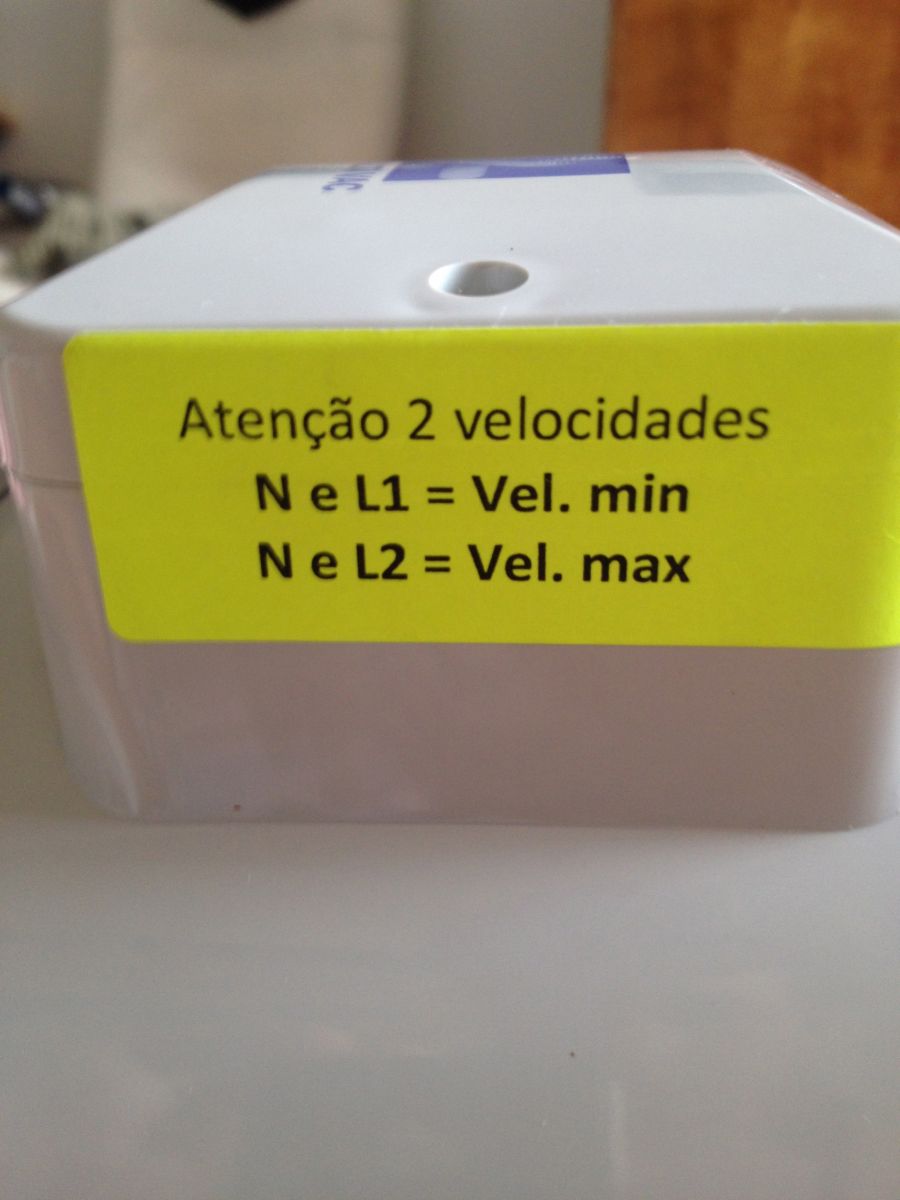 Atenção 2 velocidades
N e L1 = Vel. min
N e L2 = Vel. max